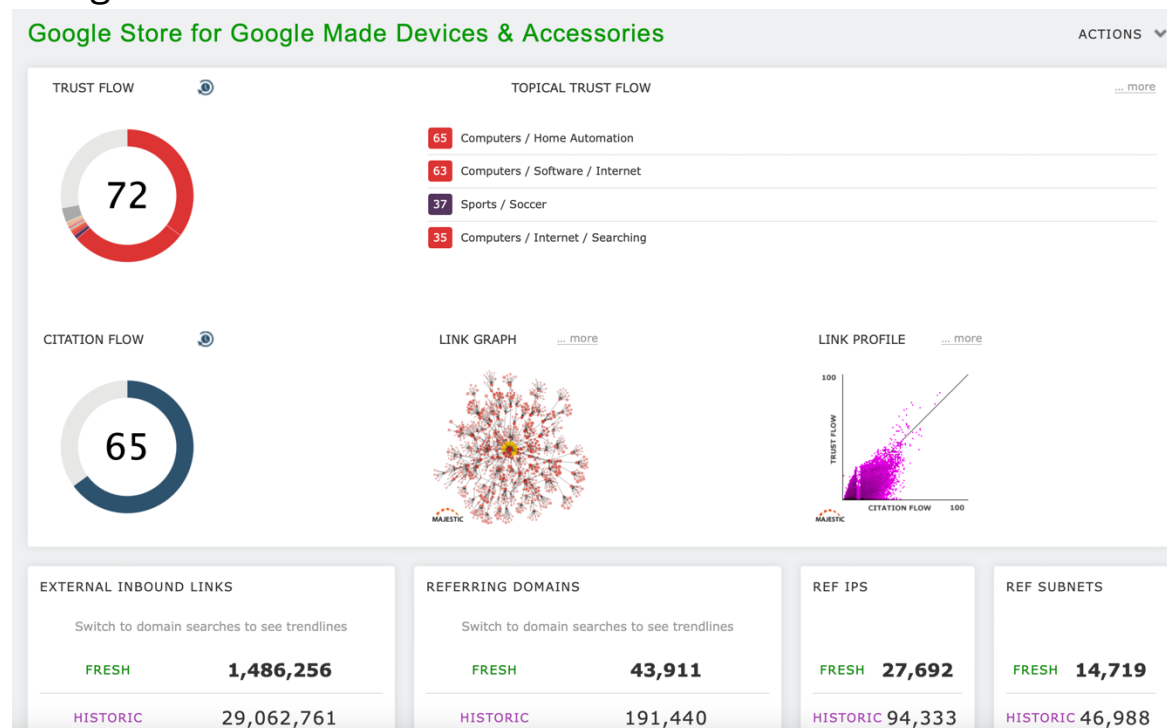 Google Store for Google Made Devices & Accessories
ACTIONS
TRUST FLOW
TOPICAL TRUST FLOW
... more
72
65 Computers / Home Automation
63 Computers / Software / Internet
37 Sports / Soccer
35 Computers / Internet / Searching
CITATION FLOW
65
LINK GRAPH ... more
MAJESTIC
LINK PROFILE ... more
100
TRUST FLOW
CITATION FLOW 100
MAJESTIC
EXTERNAL INBOUND LINKS
Switch to domain searches to see trendlines
FRESH 1,486,256
HISTORIC 29,062,761
REFERRING DOMAINS
Switch to domain searches to see trendlines
FRESH 43,911
HISTORIC 191,440
REF IPS
FRESH 27,692
HISTORIC 94,333
REF SUBNETS
FRESH 14,719
HISTORIC 46,988